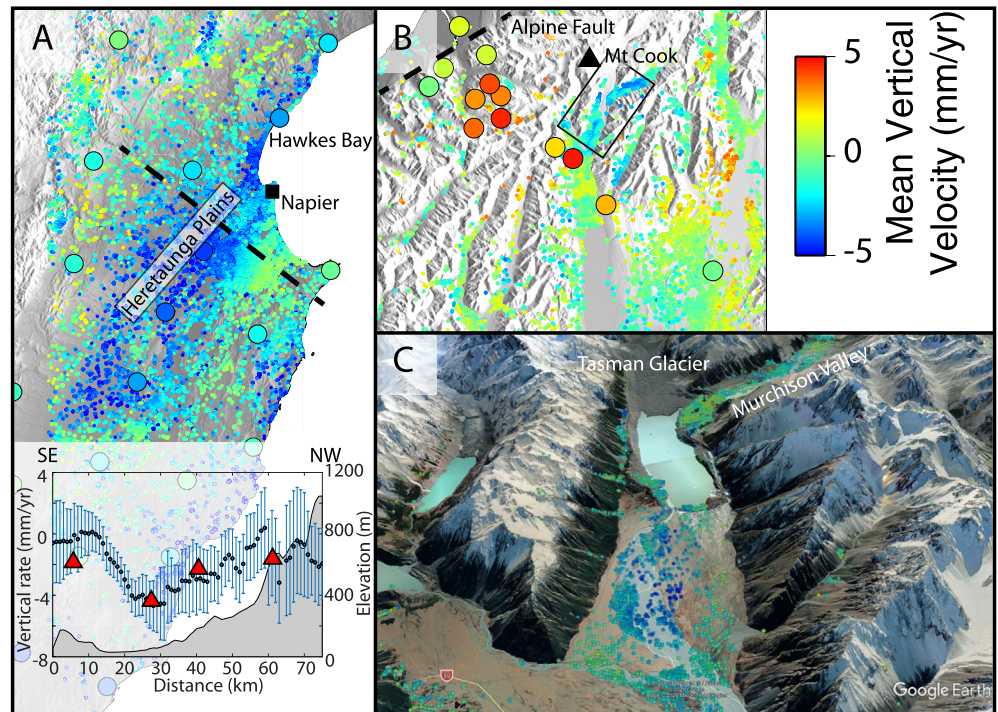 A
Hawkes Bay
Napier
Heretaunga Plains
SE
NW
Vertical rate (mm/yr)
4
0
-4
-8
0
10
20
30
40
50
60
70
Distance (km)
1200
800
400
0
Elevation (m)
B
Alpine Fault
Mt Cook
5
0
-5
Mean Vertical
Velocity (mm/yr)
C
Tasman Glacier
Murchison Valley
Google Earth